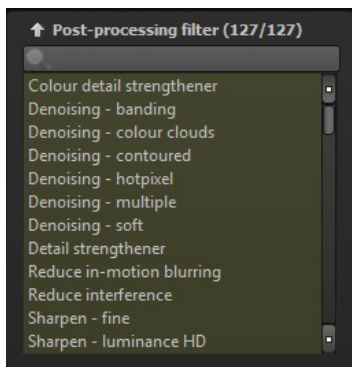 Post-processing filter (127/127)
Colour detail strengthener
Denoising - banding
Denoising - colour clouds
Denoising - contoured
Denoising - hotpixel
Denoising - multiple
Denoising - soft
Detail strengthener
Reduce in-motion blurring
Reduce interference
Sharpen - fine
Sharpen - luminance HD